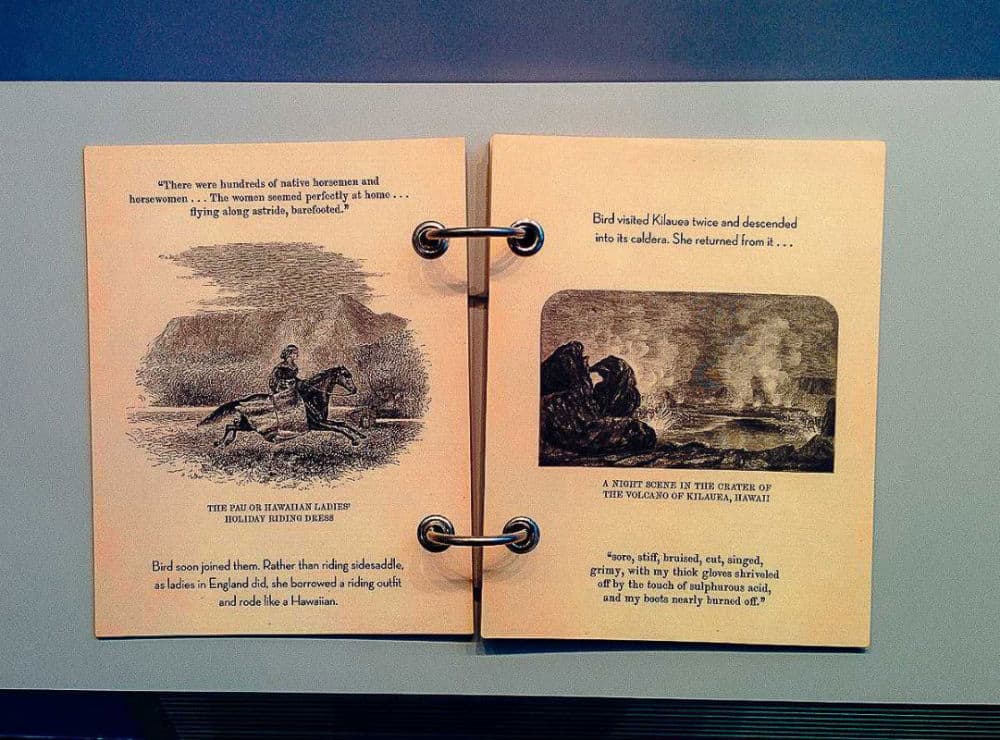 “There were hundreds of native horsemen and
horsewomen . . . The women seemed perfectly at home . . .
flying along astride, barefooted.”
THE PAU OR HAWAIIAN LADIES’
HOLIDAY RIDING DRESS
Bird soon joined them. Rather than riding sidesaddle,
as ladies in England did, she borrowed a riding outfit
and rode like a Hawaiian.
Bird visited Kilauea twice and descended
into its caldera. She returned from it . . .
A NIGHT SCENE IN THE CRATER OF
THE VOLCANO OF KILAUEA, HAWAII
“sore, stiff, bruised, cut, singed,
grimy, with my thick gloves shriveled
off by the touch of sulphurous acid,
and my boots nearly burned off.”